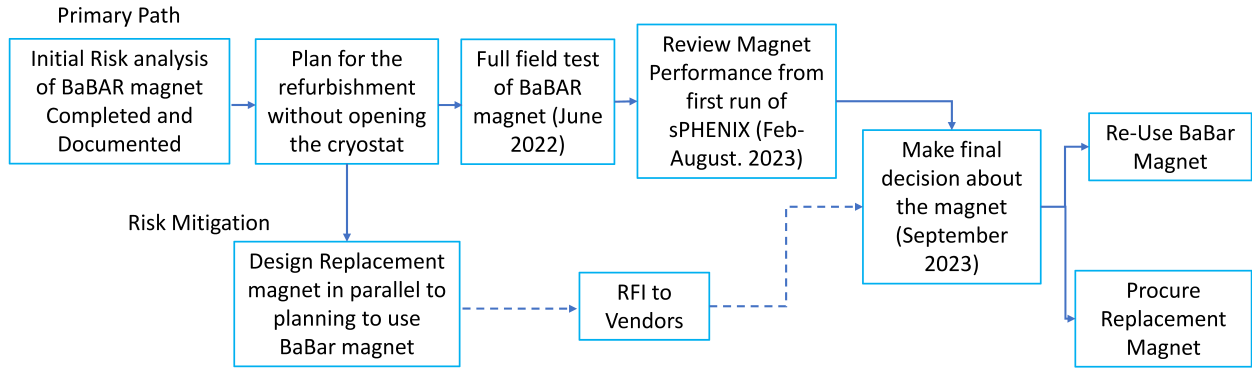 Primary Path
Initial Risk analysis
of BaBAR magnet
Completed and
Documented
Plan for the
refurbishment
without opening
the cryostat
Full field test
of BaBAR
magnet (June
2022)
Review Magnet
Performance from
first run of
sPHENIX (Feb-
August. 2023)
Make final
decision about
the magnet
(September
2023)
Re-Use BaBar
Magnet
Risk Mitigation
Design Replacement
magnet in parallel to
planning to use
BaBar magnet
RFI to
Vendors
Procure
Replacement
Magnet